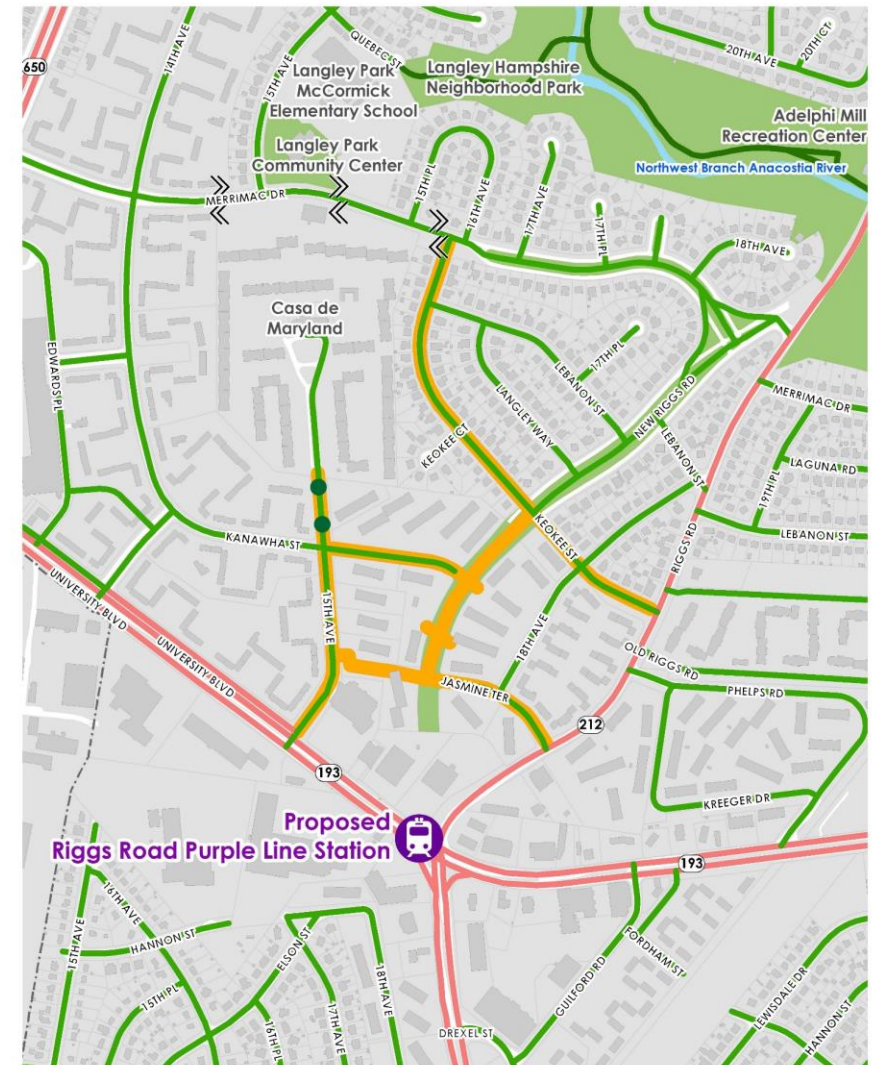 650
14TH AVE
15TH AVE
QUEBEC ST
Langley Park
McCormick
Elementary School
Langley Hampshire
Neighborhood Park
20TH AVE
20TH CT
Adelphi Mill
Recreation Center
Langley Park
Community Center
Northwest Branch Anacostia River
MERRIMAC DR
15TH PL
16TH AVE
17TH AVE
17TH PL
18TH AVE
Casa de
Maryland
EDWARDS PL
LEBANON ST
17TH PL
LANGLEY WAY
NEW RIGGS RD
MERRIMAC DR
KEOKEE CT
LEBANON ST
LAGUNA RD
19TH PL
KANAWHA ST
KEOKEE ST
LEBANON ST
RIGGS RD
UNIVERSITY BLVD
15TH AVE
UNIVERSITY BLVD
18TH AVE
OLD RIGGS RD
JASMINE TER
PHELPS RD
212
193
KREEGER DR
Proposed
Riggs Road Purple Line Station
193
16TH AVE
HANNON ST
ELSON ST
15TH AVE
15TH PL
18TH AVE
FORDHAM ST
GUILFORD RD
LEWISDALE DR
17TH AVE
16TH PL
DREXEL ST
HANNON ST